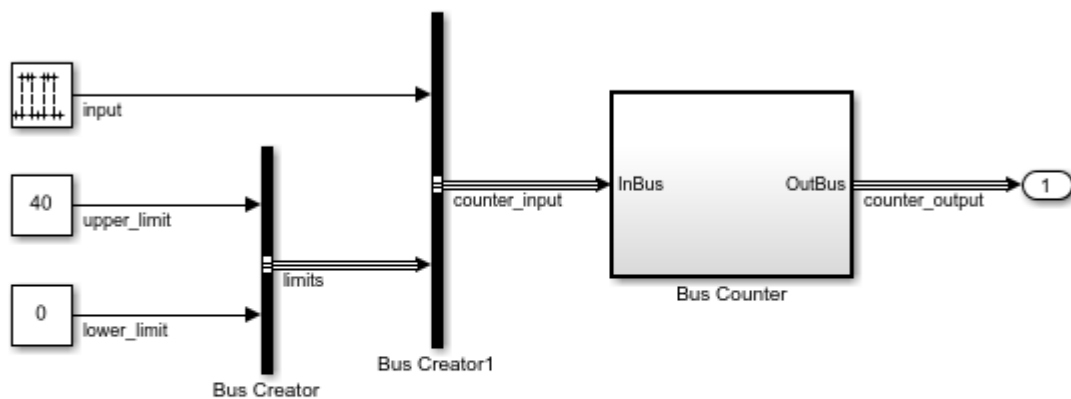 input
40
upper_limit
0
lower_limit
Bus Creator
limits
Bus Creator1
counter_input
InBus
OutBus
Bus Counter
counter_output
1